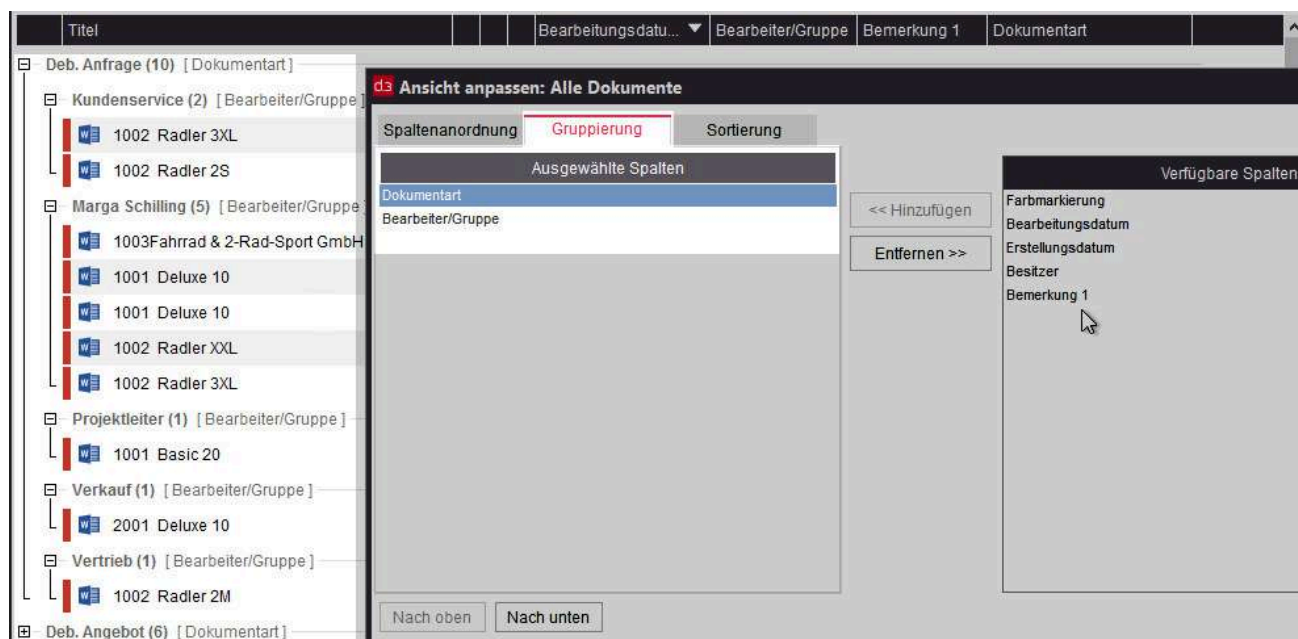 Titel Bearbeitungsdatu... Bearbeiter/Gruppe Bemerkung 1 Dokumentart
Deb. Anfrage (10) [ Dokumentart ]
Kundenservice (2) [ Bearbeiter/Gruppe ]
1002 Radler 3XL
1002 Radler 2S
Marga Schilling (5) [ Bearbeiter/Gruppe
1003Fahrrad & 2-Rad-Sport GmbH
1001 Deluxe 10
1001 Deluxe 10
1002 Radler XXL
1002 Radler 3XL
Projektleiter (1) [ Bearbeiter/Gruppe ]
1001 Basic 20
Verkauf (1) [ Bearbeiter/Gruppe ]
2001 Deluxe 10
Vertrieb (1) [ Bearbeiter/Gruppe ]
1002 Radler 2M
Deb. Angebot (6) [ Dokumentart ]
d3 Ansicht anpassen: Alle Dokumente
Spaltenanordnung Gruppierung Sortierung
Ausgewählte Spalten
Dokumentart
Bearbeiter/Gruppe
<< Hinzufügen
Entfernen >>
Verfügbare Spalten
Farbmarkierung
Bearbeitungsdatum
Erstellungsdatum
Besitzer
Bemerkung 1
Nach oben Nach unten